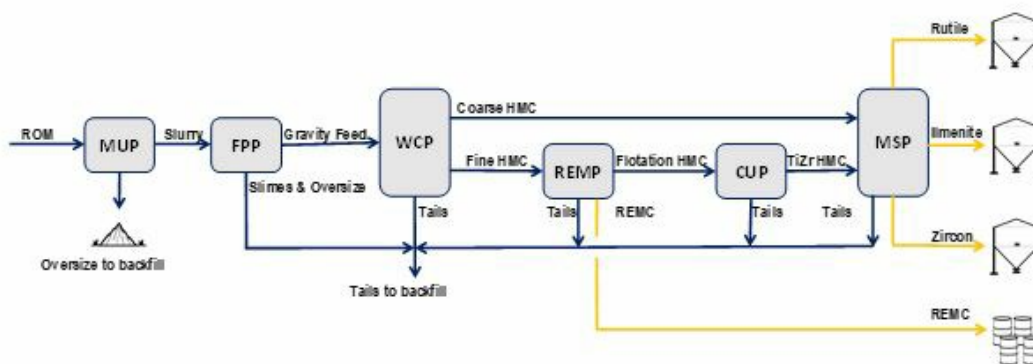 Rutile
ROM
MUP
Slurry
FPP
Gravity Feed
WCP
Coarse HMC
Fine HMC
REMP
Flotation HMC
CUP
TiZr HMC
MSP
Ilmenite
Slimes & Oversize
Tails
Tails
REMC
Tails
Tails
Zircon
Oversize to backfill
Tails to backfill
REMC